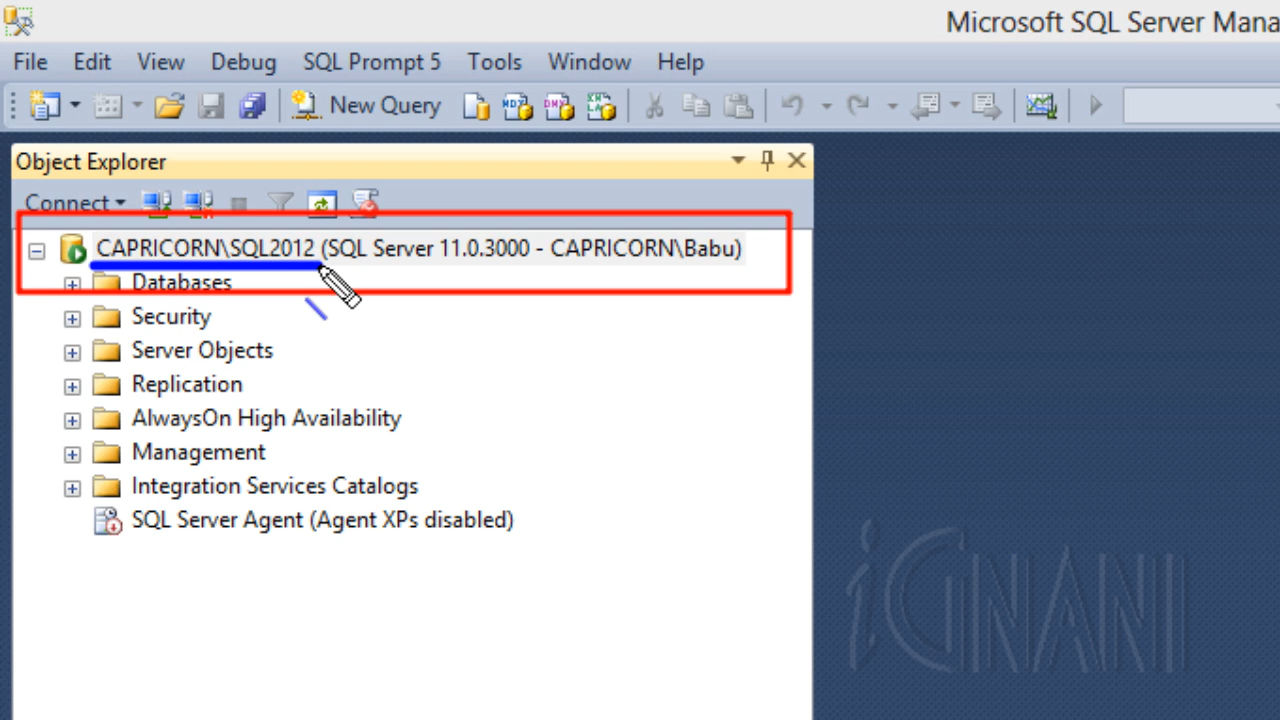 Microsoft SQL Server Mana
File Edit View Debug SQL Prompt 5 Tools Window Help
New Query
Object Explorer
Connect
CAPRICORN\SQL2012 (SQL Server 11.0.3000 - CAPRICORN\Babu)
Databases
Security
Server Objects
Replication
AlwaysOn High Availability
Management
Integration Services Catalogs
SQL Server Agent (Agent XPs disabled)
iGNANI